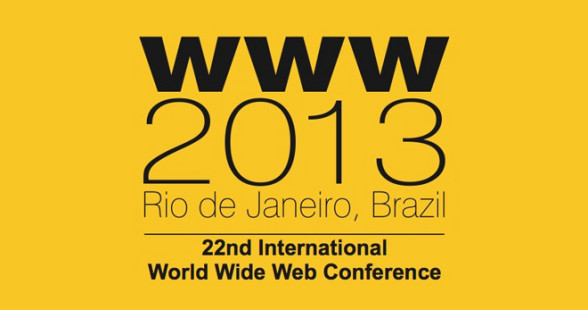 www
2013
Rio de Janeiro, Brazil
22nd International
World Wide Web Conference